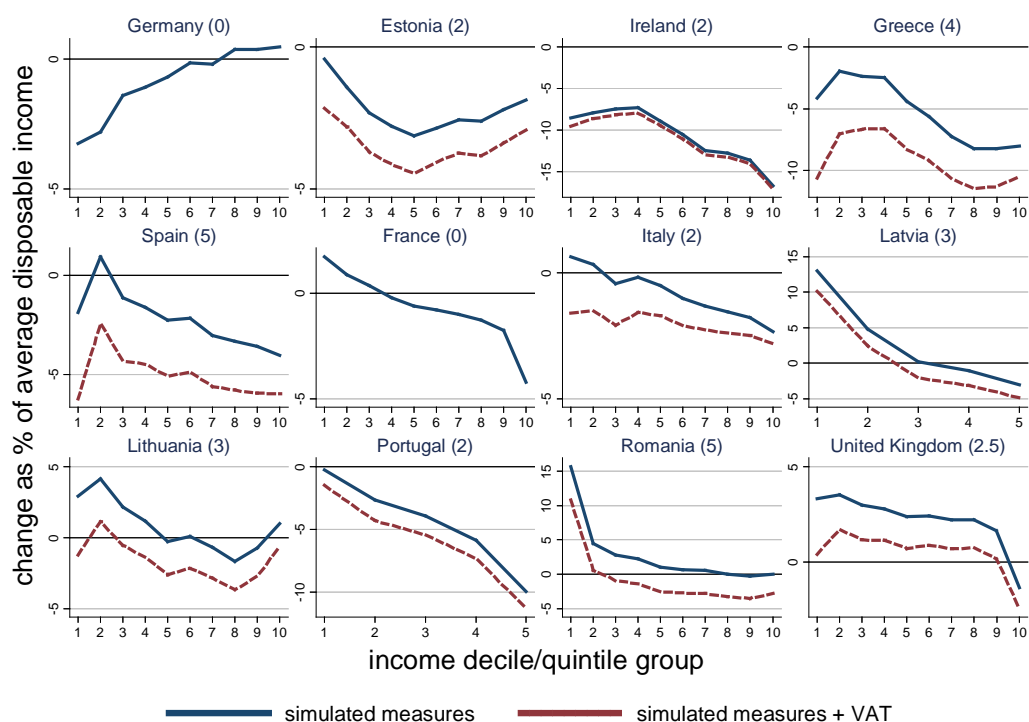 change as % of average disposable income
Germany (0)
0
-5
1 2 3 4 5 6 7 8 9 10
Estonia (2)
0
-5
1 2 3 4 5 6 7 8 9 10
Ireland (2)
0
-5
-10
-15
1 2 3 4 5 6 7 8 9 10
Greece (4)
0
-5
-10
1 2 3 4 5 6 7 8 9 10
Spain (5)
0
-5
1 2 3 4 5 6 7 8 9 10
France (0)
0
-5
1 2 3 4 5 6 7 8 9 10
Italy (2)
0
-5
1 2 3 4 5 6 7 8 9 10
Latvia (3)
15
10
5
0
-5
1 2 3 4 5
Lithuania (3)
5
0
-5
1 2 3 4 5 6 7 8 9 10
Portugal (2)
0
-5
-10
1 2 3 4 5
Romania (5)
15
10
5
0
-5
1 2 3 4 5 6 7 8 9 10
United Kingdom (2.5)
5
0
1 2 3 4 5 6 7 8 9 10
income decile/quintile group
simulated measures
simulated measures + VAT